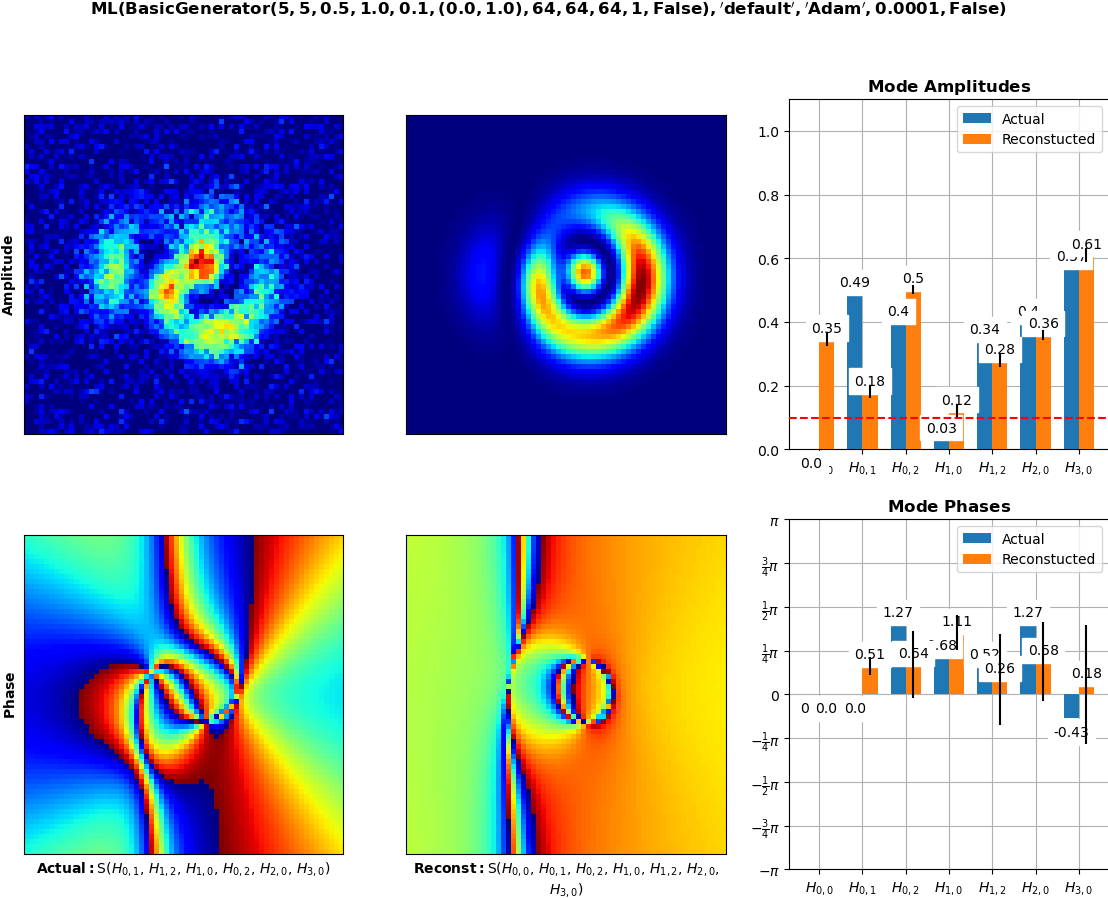 ML(BasicGenerator(5, 5, 0.5, 1.0, 0.1, (0.0, 1.0), 64, 64, 64, 1, False), ′default′, ′Adam′, 0.0001, False)
Amplitude
Mode Amplitudes
Actual
Reconstucted
1.0
0.8
0.6
0.4
0.2
0.0
0.0
0.35
0.49
0.18
0.4
0.5
0.03
0.12
0.34
0.28
0.36
0.61
H0,1
H0,2
H1,0
H1,2
H2,0
H3,0
Phase
Actual: S(H0,1, H1,2, H1,0, H0,2, H2,0, H3,0)
Reconst: S(H0,0, H0,1, H0,2, H1,0, H1,2, H2,0,
H3,0)
Mode Phases
Actual
Reconstucted
π
3/4π
1/2π
1/4π
0
−1/4π
−1/2π
−3/4π
−π
0
0.0
0.0
0.51
1.27
0.54
1.11
0.26
1.27
0.58
-0.43
0.18
H0,0
H0,1
H0,2
H1,0
H1,2
H2,0
H3,0